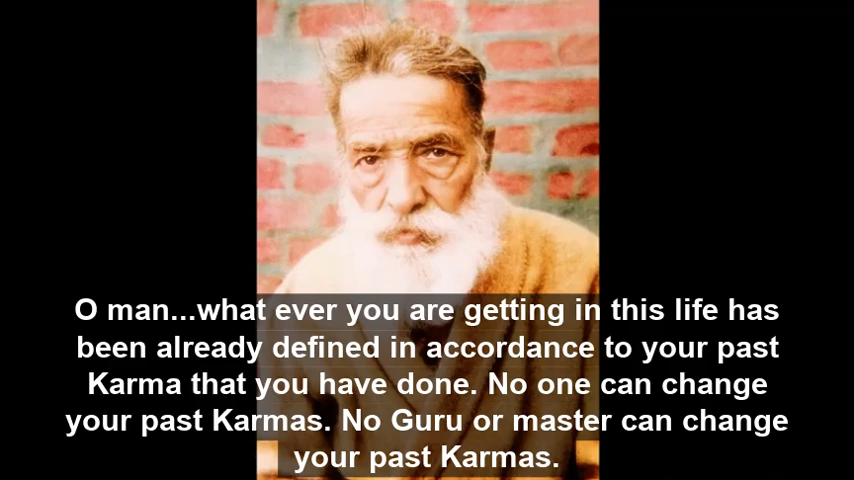 O man...what ever you are getting in this life has
been already defined in accordance to your past
Karma that you have done. No one can change
your past Karmas. No Guru or master can change
your past Karmas.